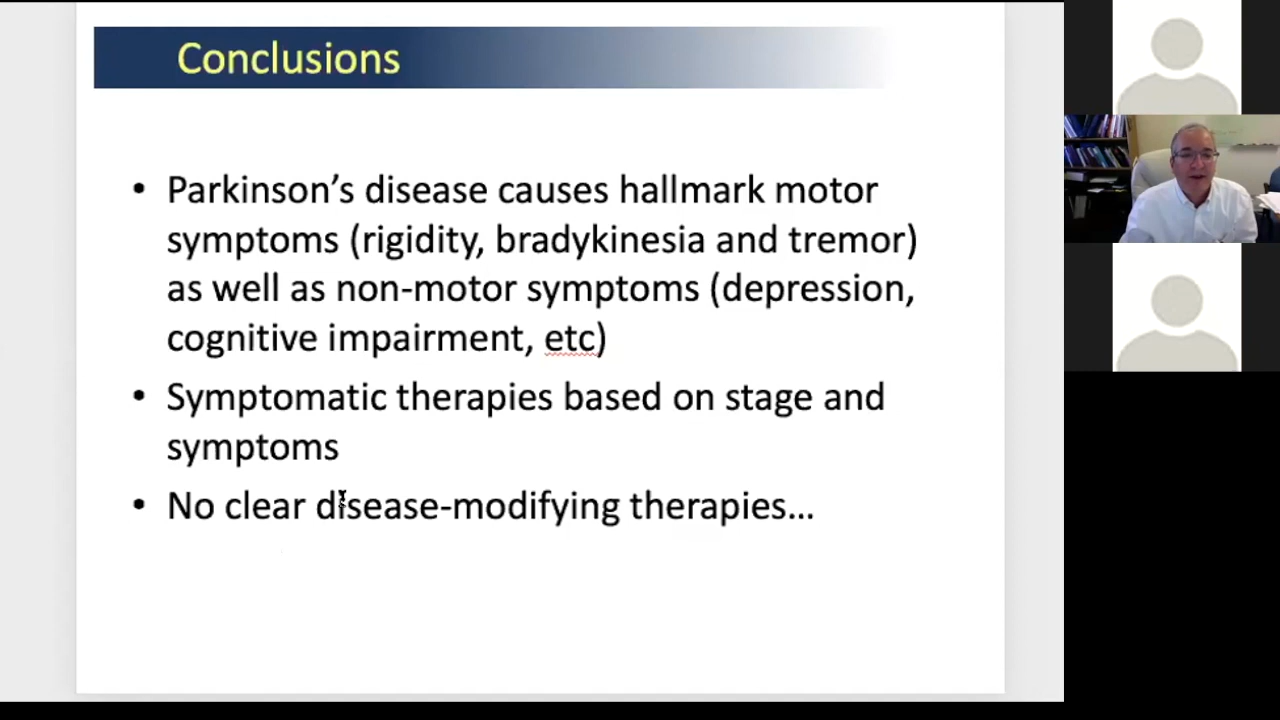 Conclusions
• Parkinson's disease causes hallmark motor
symptoms (rigidity, bradykinesia and tremor)
as well as non-motor symptoms (depression,
cognitive impairment, etc)
• Symptomatic therapies based on stage and
symptoms
• No clear disease-modifying therapies...